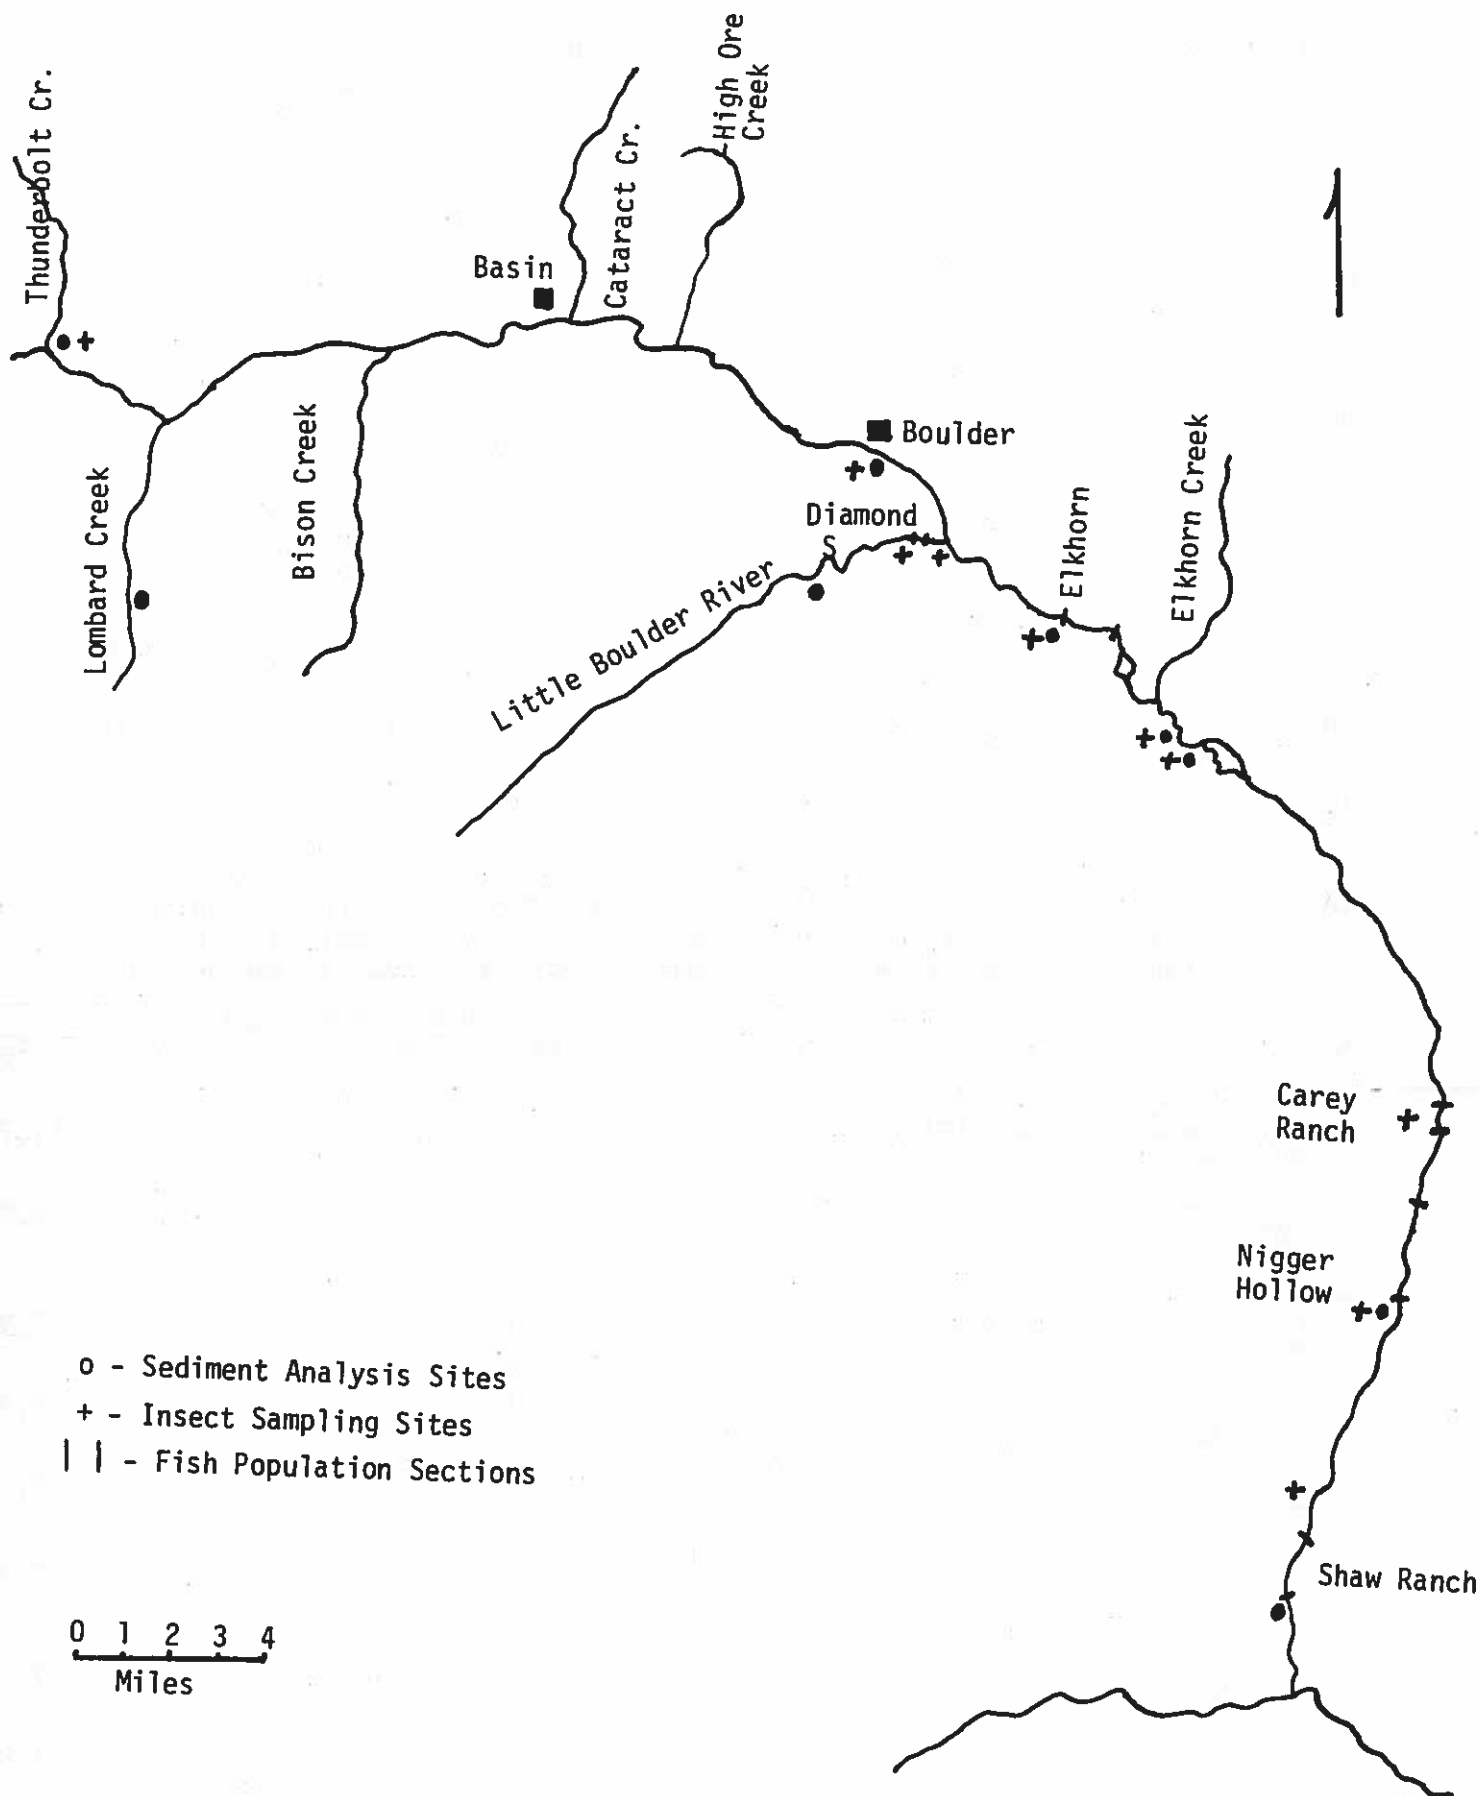 Thunderbolt Cr.
High Ore
Creek
Cataract Cr.
Basin
Boulder
Bison Creek
Lombard Creek
Diamond
S
Elkhorn
Elkhorn Creek
Little Boulder River
Carey
Ranch
Nigger
Hollow
o - Sediment Analysis Sites
+ - Insect Sampling Sites
| | - Fish Population Sections
Shaw Ranch
0 1 2 3 4
Miles